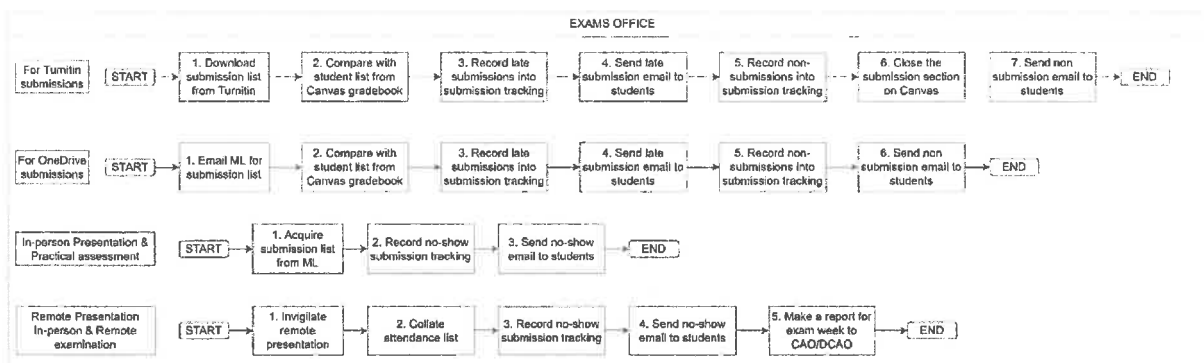 EXAMS OFFICE
For Turnitin
submissions
START
1. Download
submission list
from Turnitin
2. Compare with
student list from
Canvas gradebook
3. Record late
submissions into
submission tracking
4. Send late
submission email to
students
5. Record non-
submissions into
submission tracking
6. Close the
submission section
on Canvas
7. Send non
submission email to
students
END
For OneDrive
submissions
START
1. Email ML for
submission list
2. Compare with
student list from
Canvas gradebook
3. Record late
submissions into
submission tracking
4. Send late
submission email to
students
5. Record non-
submissions into
submission tracking
6. Send non
submission email to
students
END
In-person Presentation &
Practical assessment
START
1. Acquire
submission list
from ML
2. Record no-show
submission tracking
3. Send no-show
email to students
END
Remote Presentation
In-person & Remote
examination
START
1. Invigilate
remote
presentation
2. Collate
attendance list
3. Record no-show
submission tracking
4. Send no-show
email to students
5. Make a report for
exam week to
CAO/DCAO
END